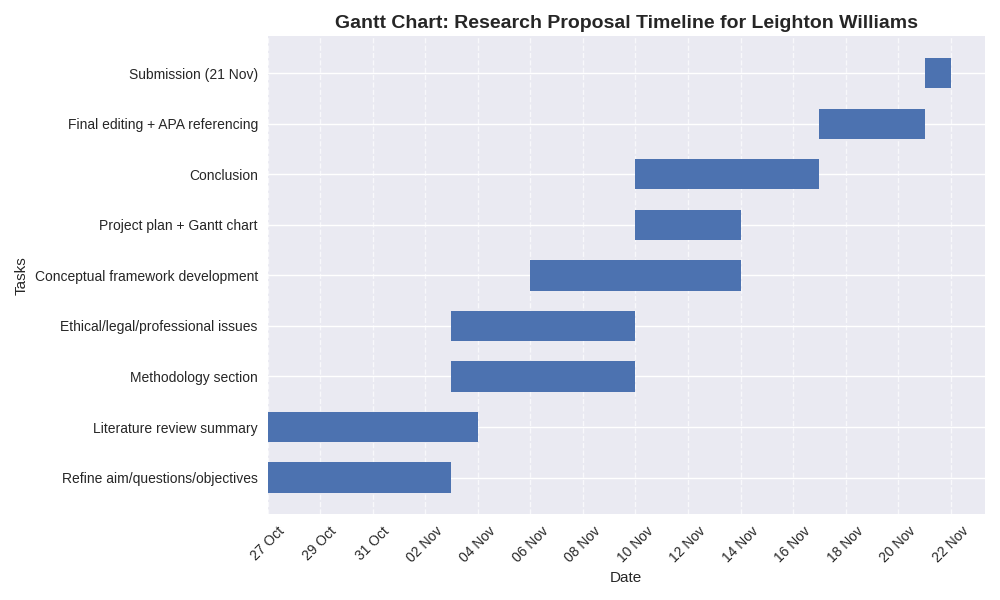 Gantt Chart: Research Proposal Timeline for Leighton Williams
Tasks
Submission (21 Nov)
Final editing + APA referencing
Conclusion
Project plan + Gantt chart
Conceptual framework development
Ethical/legal/professional issues
Methodology section
Literature review summary
Refine aim/questions/objectives
27 Oct
29 Oct
31 Oct
02 Nov
04 Nov
06 Nov
08 Nov
10 Nov
12 Nov
14 Nov
16 Nov
18 Nov
20 Nov
22 Nov
Date